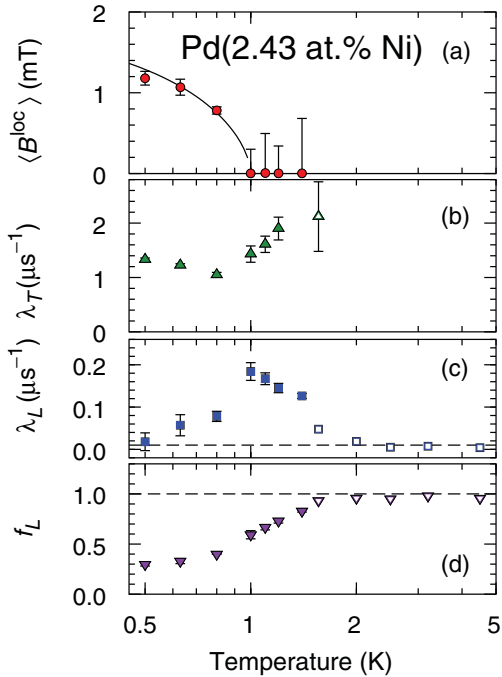 Pd(2.43 at.% Ni)
(a)
⟨B^loc⟩ (mT)
2
1
0
(b)
λ_T (μs⁻¹)
2
1
0
(c)
λ_L (μs⁻¹)
0.2
0.1
0.0
(d)
f_L
1.0
0.5
0.0
0.5 1 2 5
Temperature (K)